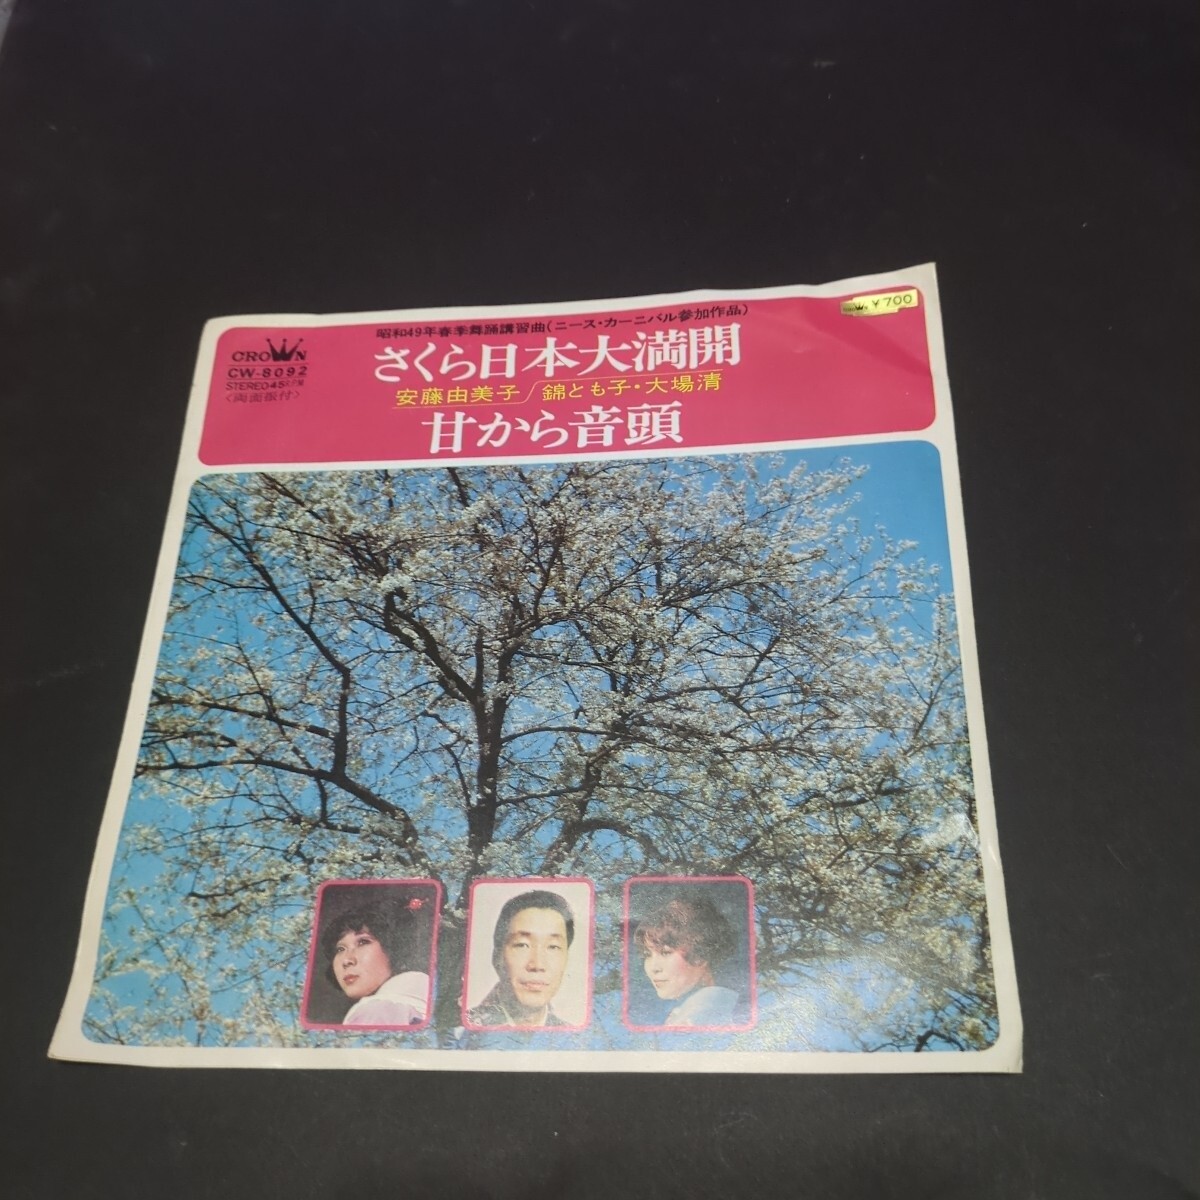 昭和49年春季舞踊講習曲(ニース・カーニバル参加作品)
さくら日本大満開
安藤由美子/錦とも子・大場清
甘から音頭
CROWN
CW-8092
STEREO45RPM
〈両面振付〉
¥700